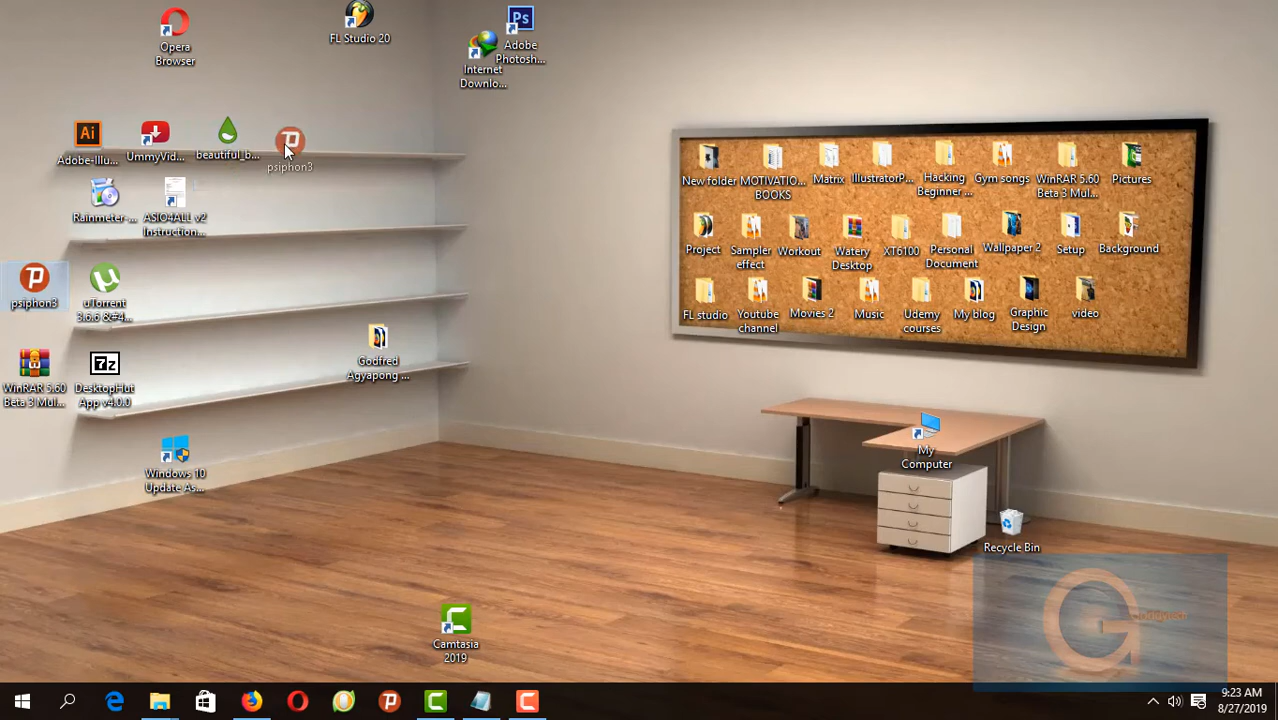 Opera
Browser
FL Studio 20
Ps
Adobe
Photosh...
Internet
Downlo...
Ai
Adobe-Illu...
UmmyVid...
beautiful_b...
psiphon3
Rainmeter-...
ASIO4ALL v2
Instruction...
psiphon3
uTorrent
3.6.6 &#4...
WinRAR 5.60
Beta 3 Mul...
7z
DesktopHut
App v4.0.0
Godfred
Agyapong ...
Windows 10
Update As...
New folder
MOTIVATIO...
BOOKS
Matrix
IllustratorP...
Hacking
Beginner ...
Gym songs
WinRAR 5.60
Beta 3 Mul...
Pictures
Project
Sampler
effect
Workout
Watery
Desktop
XT6100
Personal
Document
Wallpaper 2
Setup
Background
FL studio
Youtube
channel
Movies 2
Music
Udemy
courses
My blog
Graphic
Design
video
My
Computer
Recycle Bin
Camtasia
2019
9:23 AM
8/27/2019